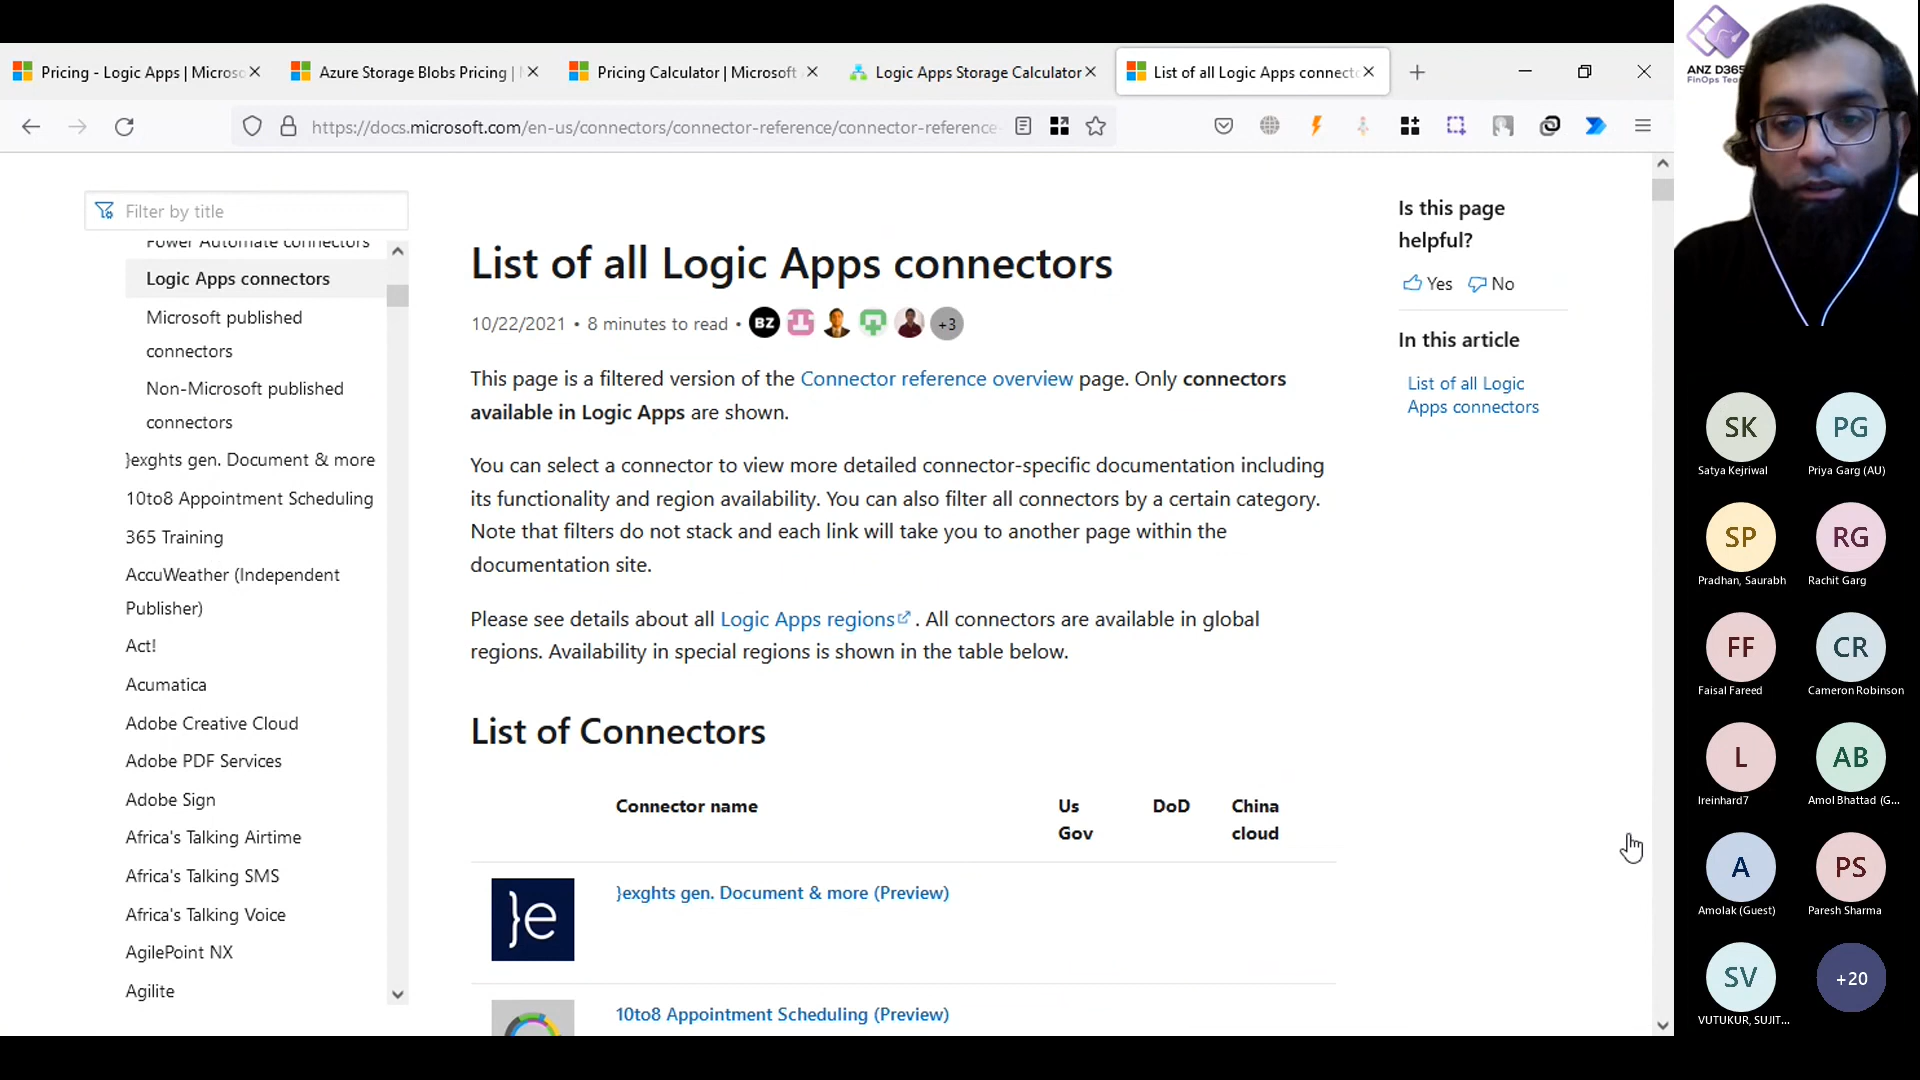 Pricing - Logic Apps | Microso
Azure Storage Blobs Pricing |
Pricing Calculator | Microsoft
Logic Apps Storage Calculator
List of all Logic Apps connecto
https://docs.microsoft.com/en-us/connectors/connector-reference/connector-reference-
ANZ D365
FinOps Team
Filter by title
Power Automate connectors
Logic Apps connectors
Microsoft published
connectors
Non-Microsoft published
connectors
}exghts gen. Document & more
10to8 Appointment Scheduling
365 Training
AccuWeather (Independent
Publisher)
Act!
Acumatica
Adobe Creative Cloud
Adobe PDF Services
Adobe Sign
Africa's Talking Airtime
Africa's Talking SMS
Africa's Talking Voice
AgilePoint NX
Agilite
List of all Logic Apps connectors
10/22/2021 • 8 minutes to read • BZ +3
This page is a filtered version of the Connector reference overview page. Only connectors
available in Logic Apps are shown.
You can select a connector to view more detailed connector-specific documentation including
its functionality and region availability. You can also filter all connectors by a certain category.
Note that filters do not stack and each link will take you to another page within the
documentation site.
Please see details about all Logic Apps regions . All connectors are available in global
regions. Availability in special regions is shown in the table below.
List of Connectors
Connector name
Us
Gov
DoD
China
cloud
}e
}exghts gen. Document & more (Preview)
10to8 Appointment Scheduling (Preview)
Is this page
helpful?
Yes No
In this article
List of all Logic
Apps connectors
SK
Satya Kejriwal
PG
Priya Garg (AU)
SP
Pradhan, Saurabh
RG
Rachit Garg
FF
Faisal Fareed
CR
Cameron Robinson
L
lreinhard7
AB
Amol Bhattad (G...
A
Amolak (Guest)
PS
Paresh Sharma
SV
VUTUKUR, SUJIT...
+20